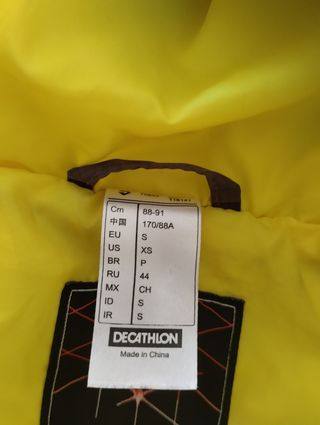 Cm 88-91
中国 170/88A
EU S
US XS
BR P
RU 44
MX CH
ID S
IR S
DECATHLON
Made in China